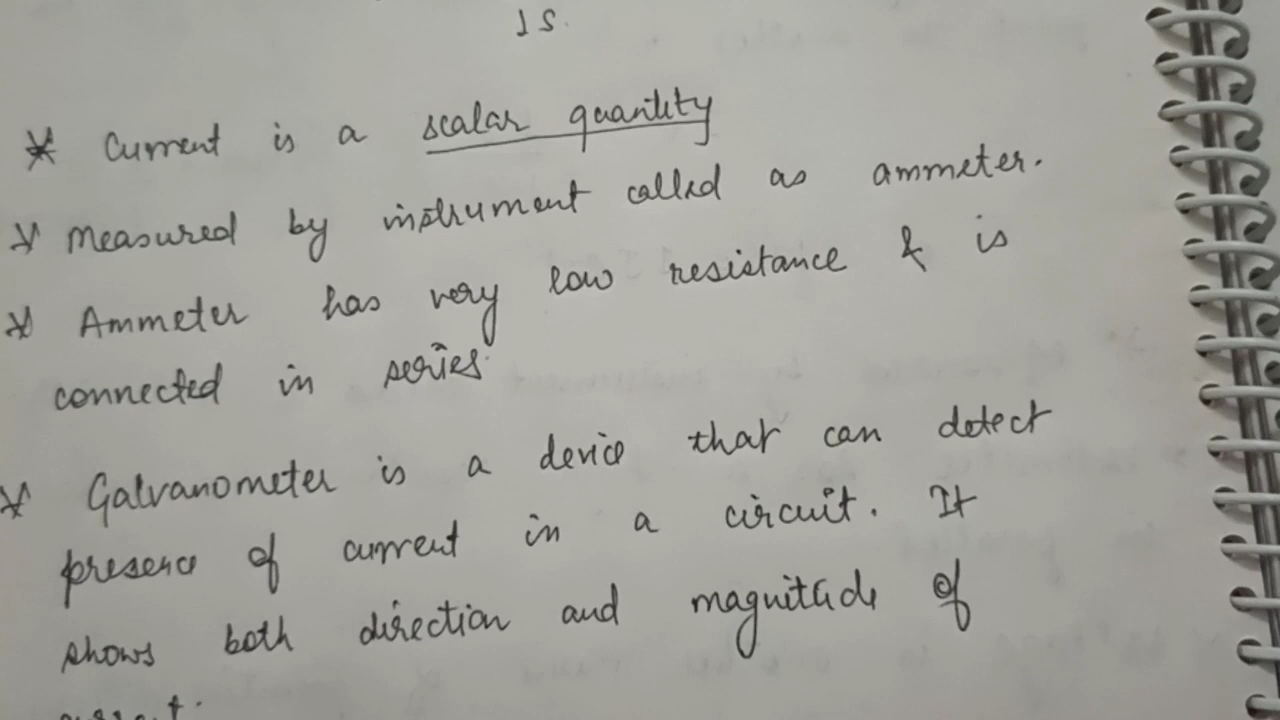 1 S.
* Current is a scalar quantity
* Measured by instrument called as ammeter.
* Ammeter has very low resistance & is
connected in series.
* Galvanometer is a device that can detect
presence of current in a circuit. It
shows both direction and magnitude of